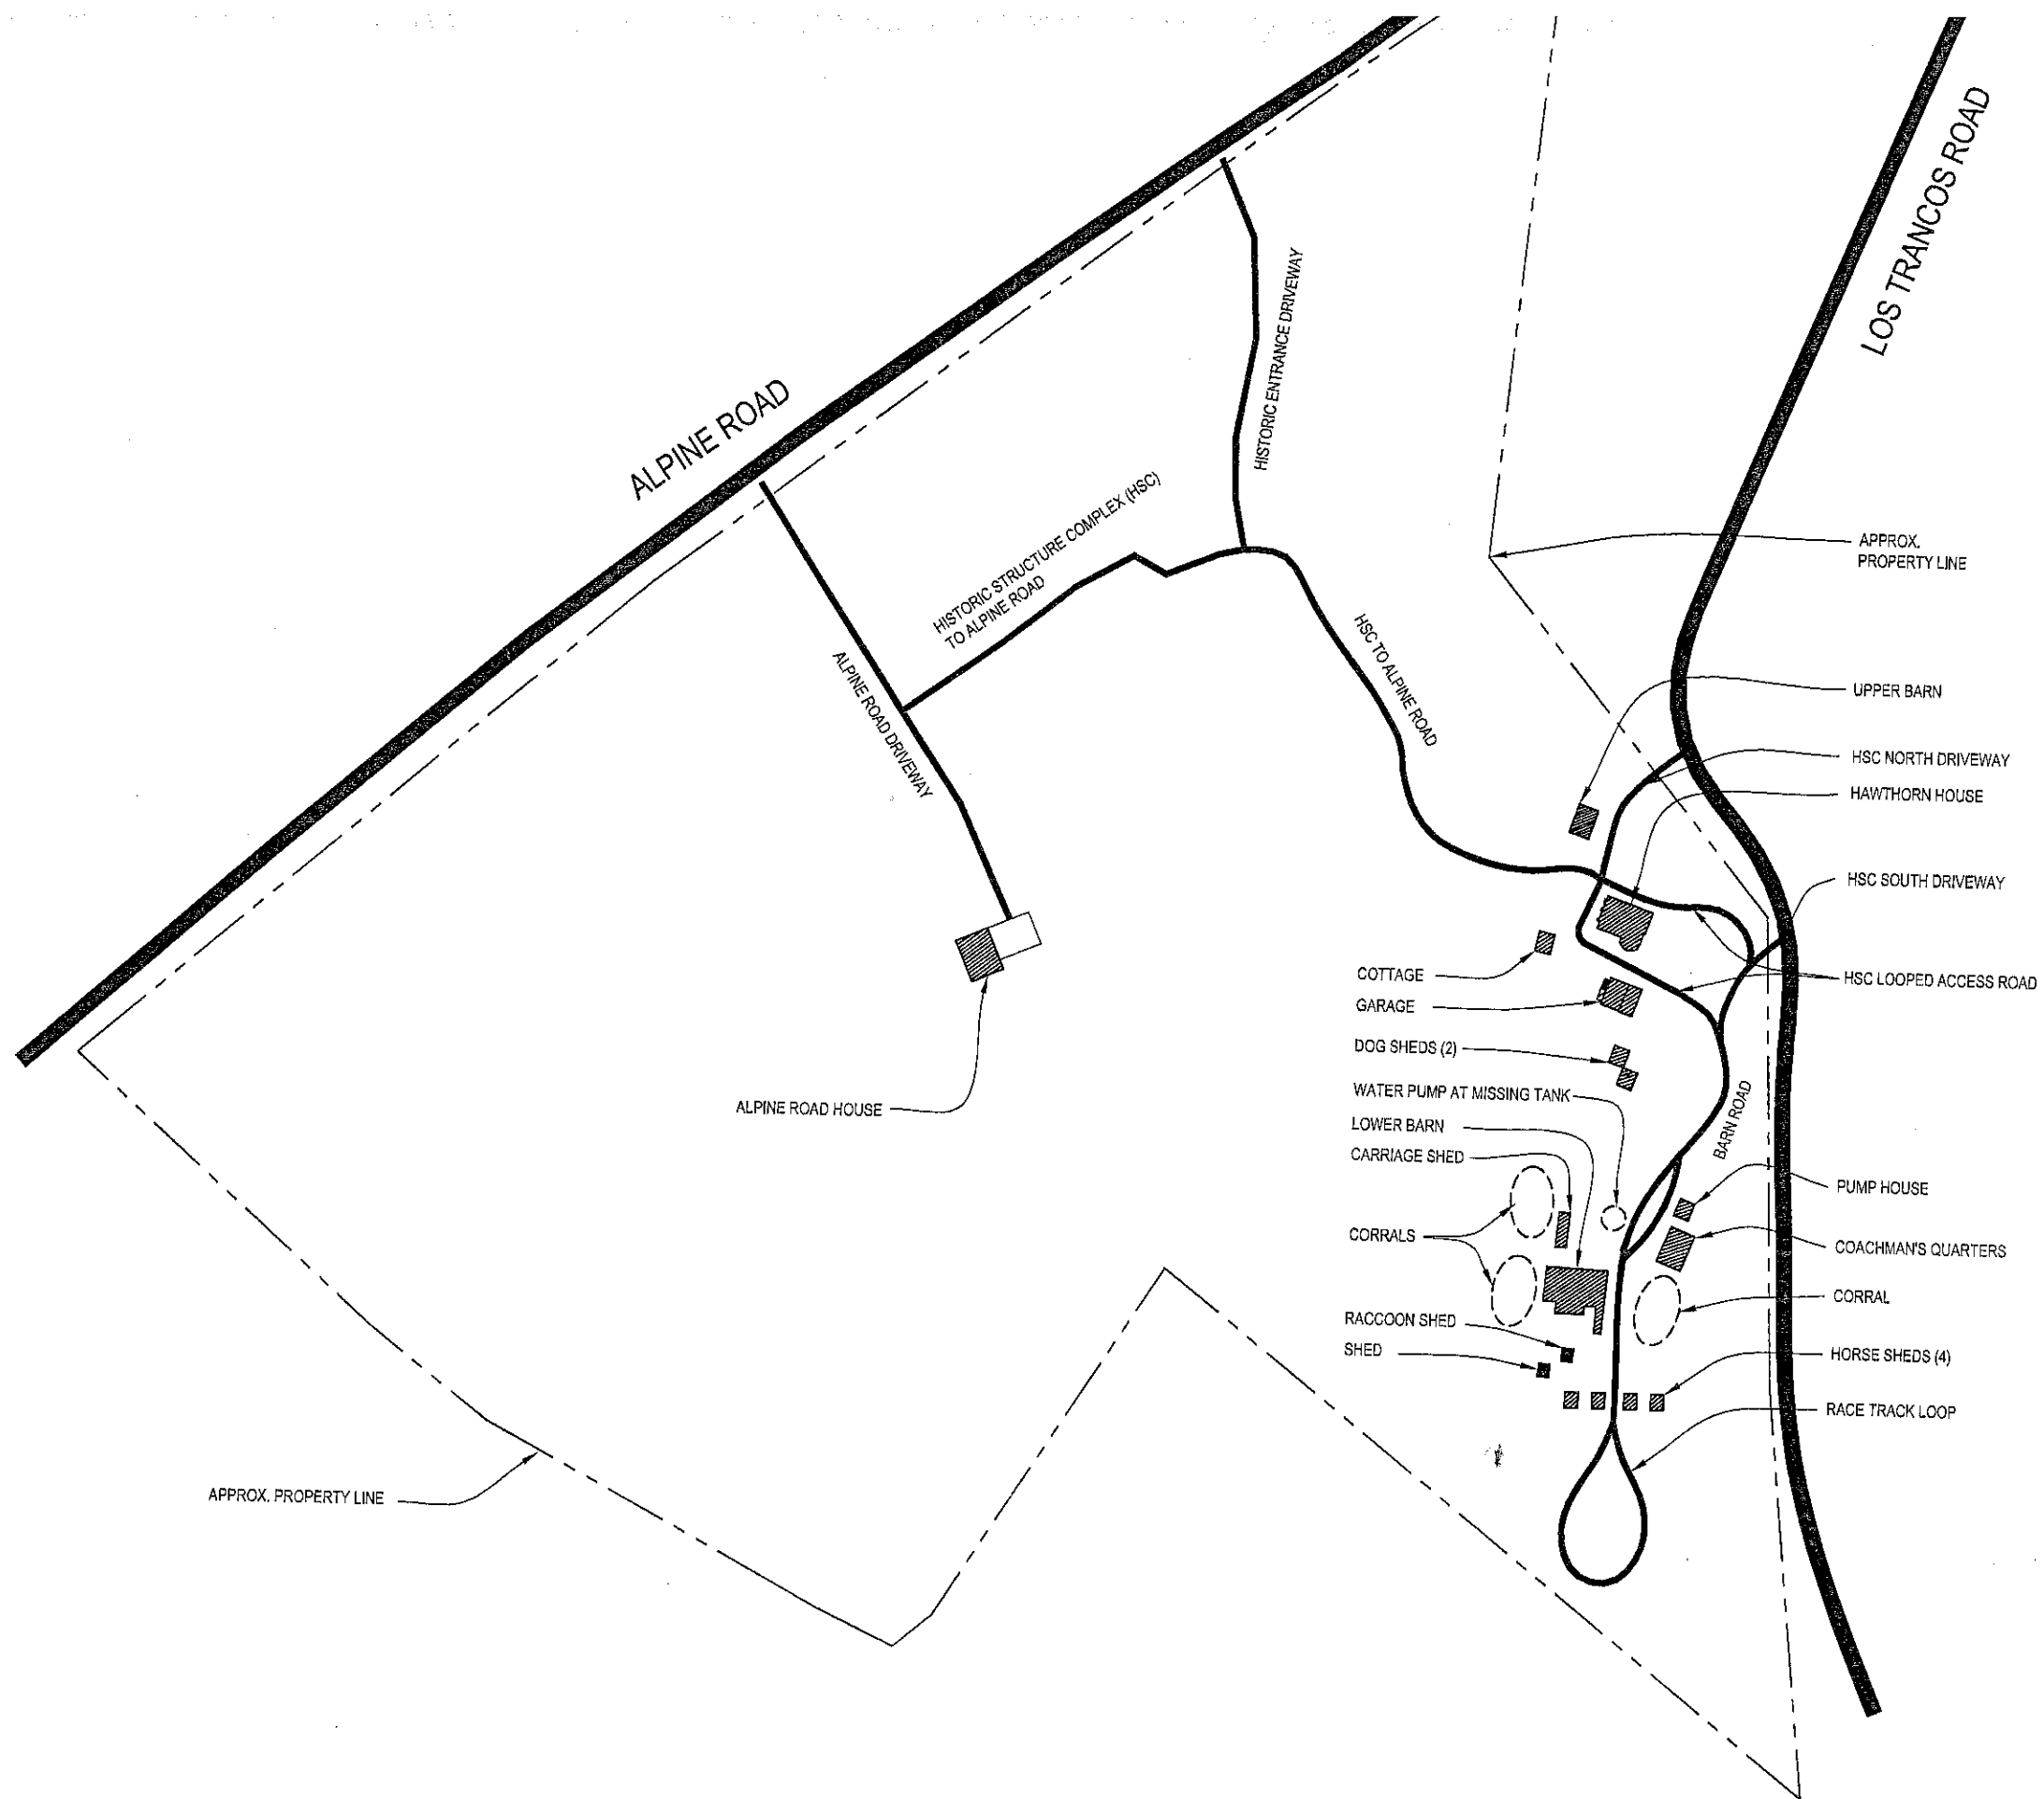 LOS TRANCOS ROAD
ALPINE ROAD
HISTORIC ENTRANCE DRIVEWAY
HISTORIC STRUCTURE COMPLEX (HSC)
TO ALPINE ROAD
ALPINE ROAD DRIVEWAY
HSC TO ALPINE ROAD
APPROX.
PROPERTY LINE
UPPER BARN
HSC NORTH DRIVEWAY
HAWTHORN HOUSE
HSC SOUTH DRIVEWAY
HSC LOOPED ACCESS ROAD
COTTAGE
GARAGE
DOG SHEDS (2)
WATER PUMP AT MISSING TANK
LOWER BARN
CARRIAGE SHED
BARN ROAD
PUMP HOUSE
CORRALS
COACHMAN'S QUARTERS
CORRAL
RACCOON SHED
SHED
HORSE SHEDS (4)
RACE TRACK LOOP
ALPINE ROAD HOUSE
APPROX. PROPERTY LINE